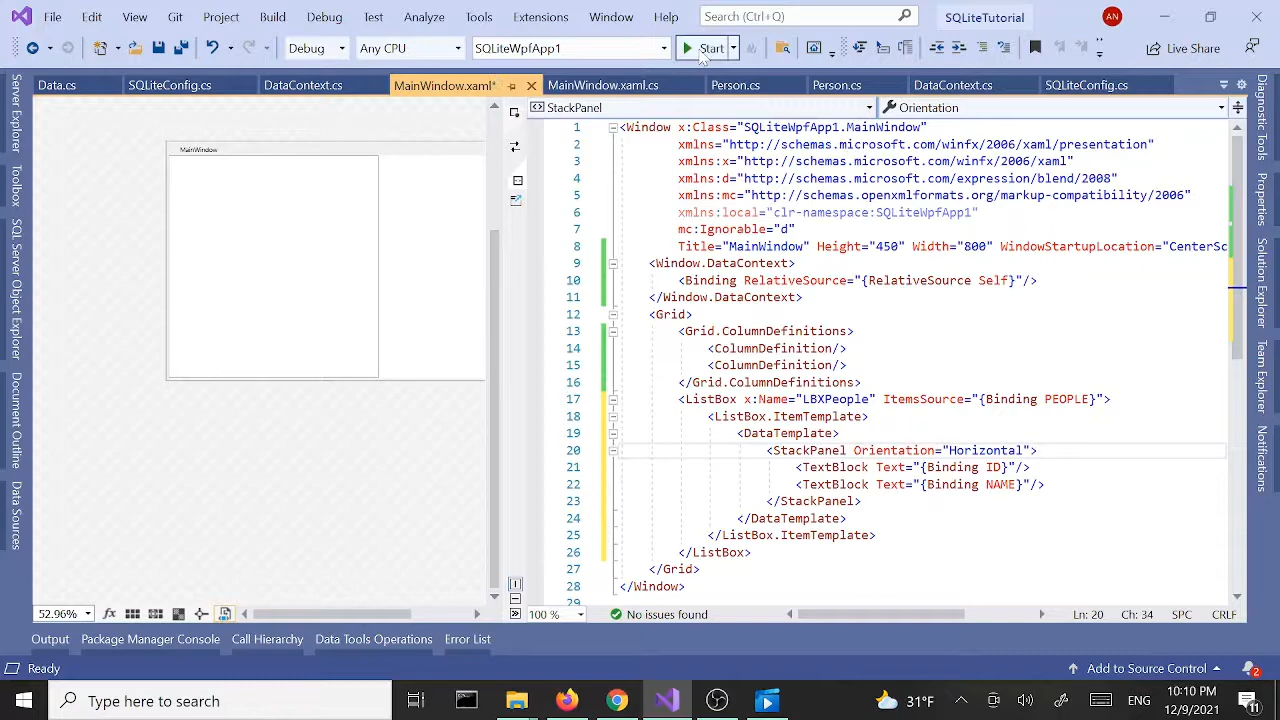 File Edit View Git Project Build Debug Test Analyze Tools Extensions Window Help Search (Ctrl+Q) SQLiteTutorial AN
Debug Any CPU SQLiteWpfApp1 Start Live Share
Data.cs SQLiteConfig.cs DataContext.cs MainWindow.xaml* MainWindow.xaml.cs Person.cs Person.cs DataContext.cs SQLiteConfig.cs
StackPanel Orientation
MainWindow
1 <Window x:Class="SQLiteWpfApp1.MainWindow"
2 xmlns="http://schemas.microsoft.com/winfx/2006/xaml/presentation"
3 xmlns:x="http://schemas.microsoft.com/winfx/2006/xaml"
4 xmlns:d="http://schemas.microsoft.com/expression/blend/2008"
5 xmlns:mc="http://schemas.openxmlformats.org/markup-compatibility/2006"
6 xmlns:local="clr-namespace:SQLiteWpfApp1"
7 mc:Ignorable="d"
8 Title="MainWindow" Height="450" Width="800" WindowStartupLocation="CenterSc
9 <Window.DataContext>
10 <Binding RelativeSource="{RelativeSource Self}"/>
11 </Window.DataContext>
12 <Grid>
13 <Grid.ColumnDefinitions>
14 <ColumnDefinition/>
15 <ColumnDefinition/>
16 </Grid.ColumnDefinitions>
17 <ListBox x:Name="LBXPeople" ItemsSource="{Binding PEOPLE}">
18 <ListBox.ItemTemplate>
19 <DataTemplate>
20 <StackPanel Orientation="Horizontal">
21 <TextBlock Text="{Binding ID}"/>
22 <TextBlock Text="{Binding NAME}"/>
23 </StackPanel>
24 </DataTemplate>
25 </ListBox.ItemTemplate>
26 </ListBox>
27 </Grid>
28 </Window>
29
Server Explorer
SQL Server Object Explorer
Document Outline
Data Sources
Diagnostic Tools
Properties
Solution Explorer
Team Explorer
Notifications
52.96% fx 100 % No issues found Ln: 20 Ch: 34 SPC CRLF
Output Package Manager Console Call Hierarchy Data Tools Operations Error List
Ready Add to Source Control 2
Type here to search 31°F ENG 12/9/2021 11